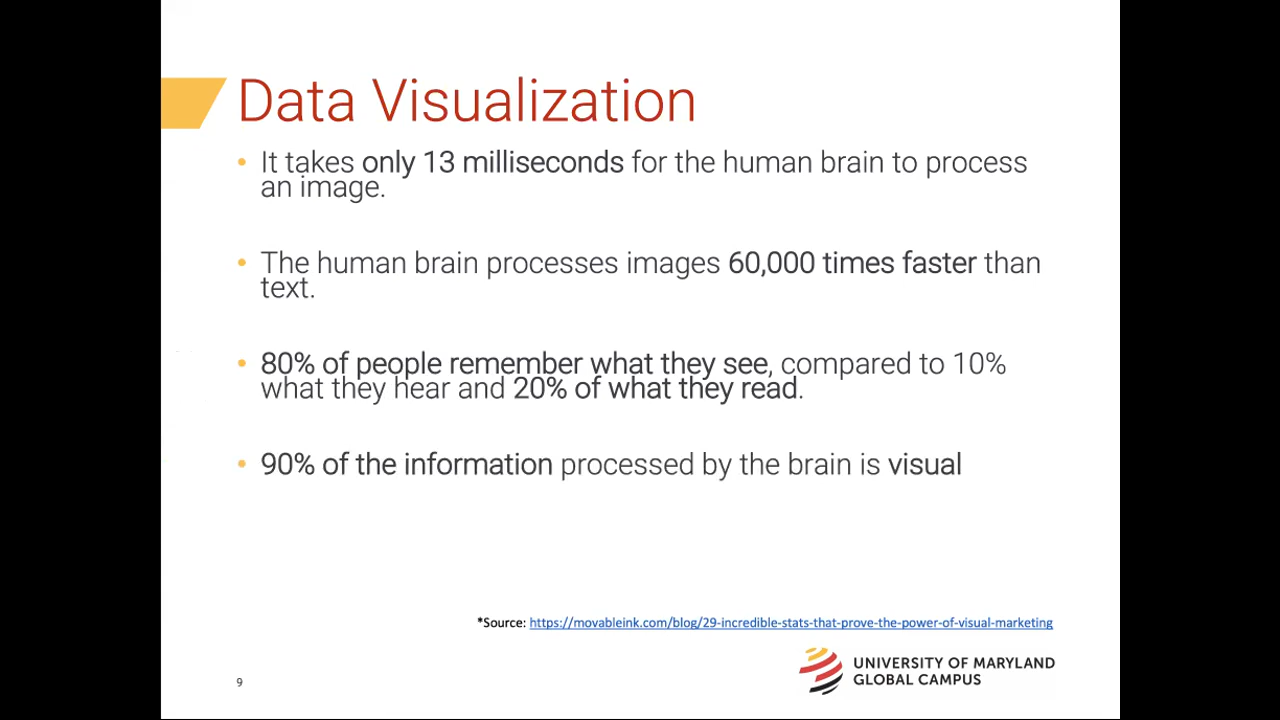 Data Visualization
• It takes only 13 milliseconds for the human brain to process
an image.
• The human brain processes images 60,000 times faster than
text.
• 80% of people remember what they see, compared to 10%
what they hear and 20% of what they read.
• 90% of the information processed by the brain is visual
*Source: https://movableink.com/blog/29-incredible-stats-that-prove-the-power-of-visual-marketing
9
UNIVERSITY OF MARYLAND
GLOBAL CAMPUS